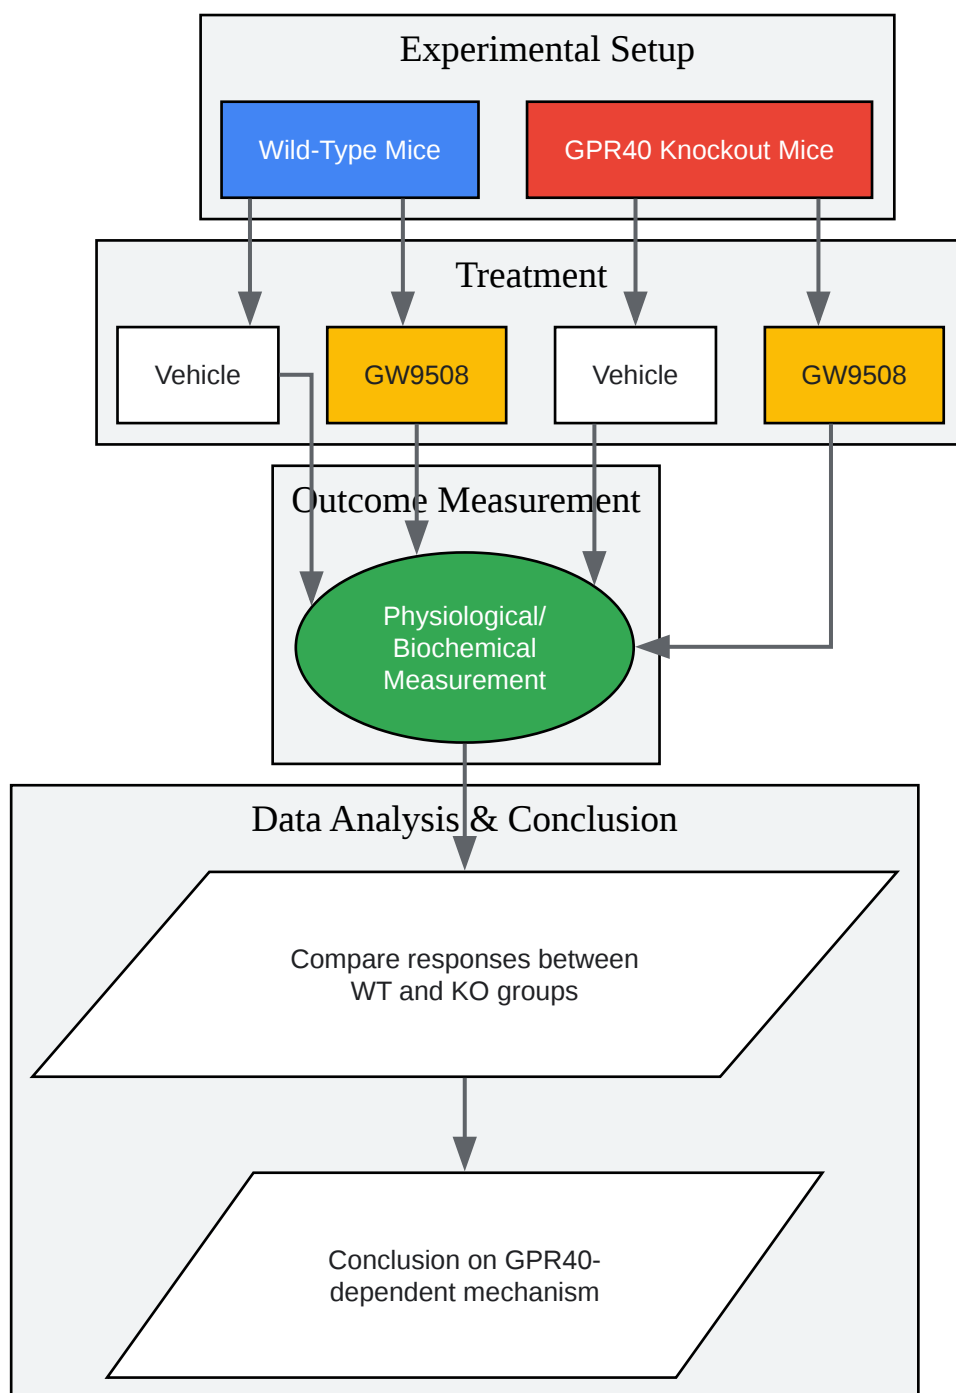 Experimental Setup
Wild-Type Mice
GPR40 Knockout Mice
Treatment
Vehicle
GW9508
Vehicle
GW9508
Outcome Measurement
Physiological/
Biochemical
Measurement
Data Analysis & Conclusion
Compare responses between
WT and KO groups
Conclusion on GPR40-
dependent mechanism